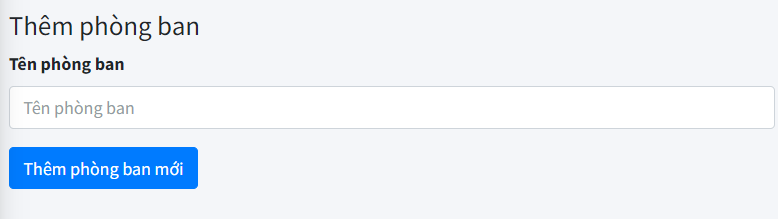 Thêm phòng ban
Tên phòng ban
Tên phòng ban
Thêm phòng ban mới